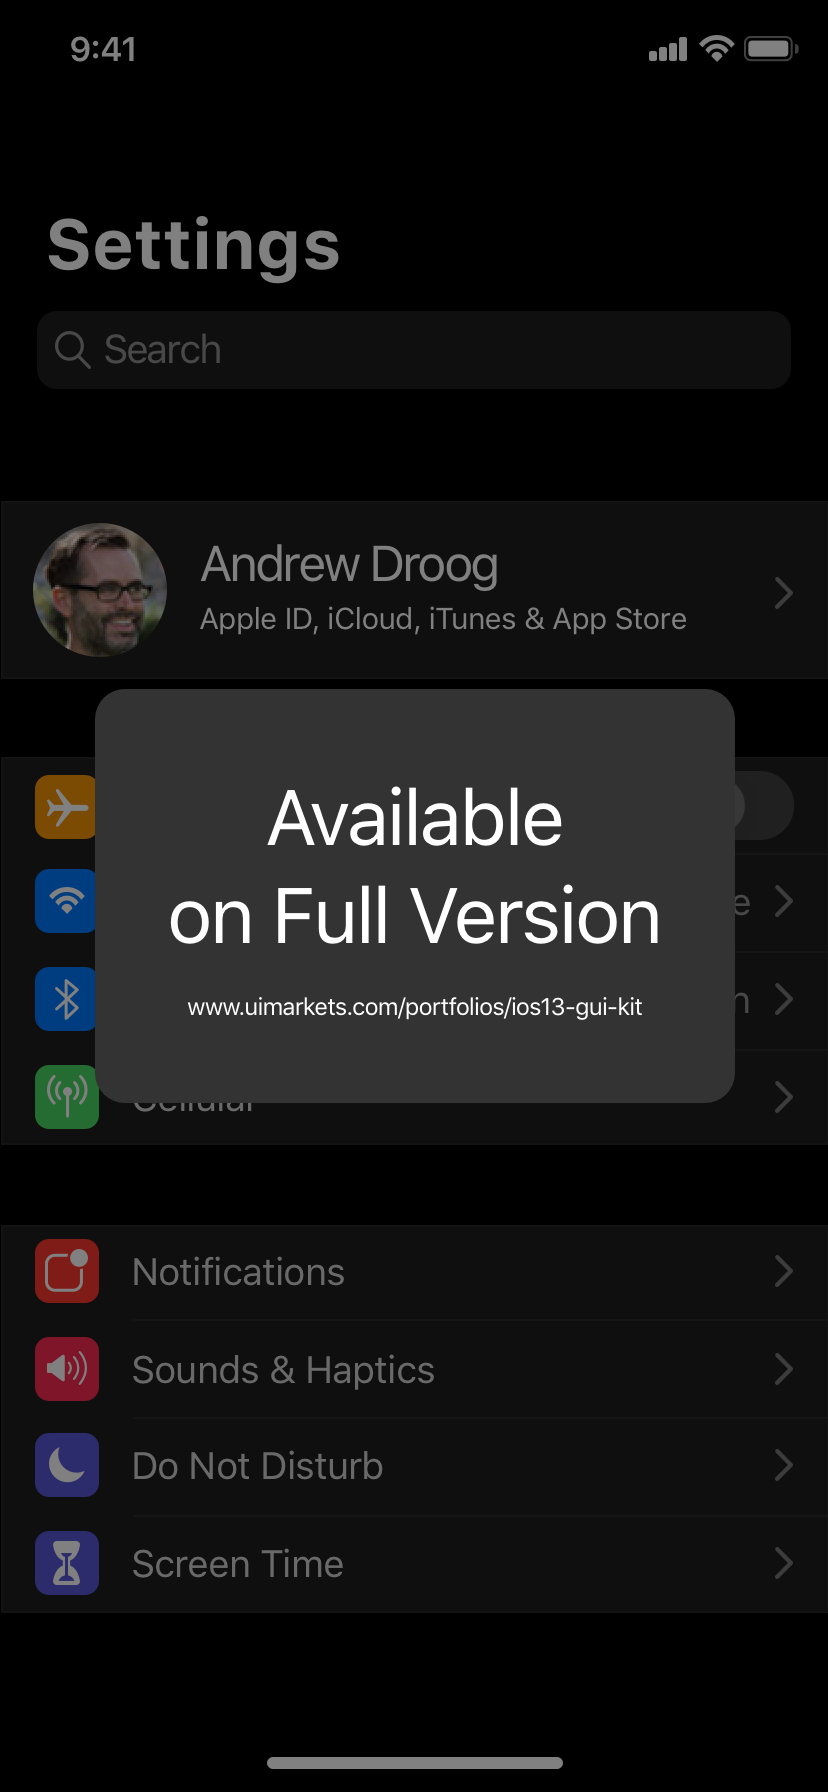 9:41
Settings
Search
Andrew Droog
Apple ID, iCloud, iTunes & App Store
Available
on Full Version
www.uimarkets.com/portfolios/ios13-gui-kit
Cellular
Notifications
Sounds & Haptics
Do Not Disturb
Screen Time